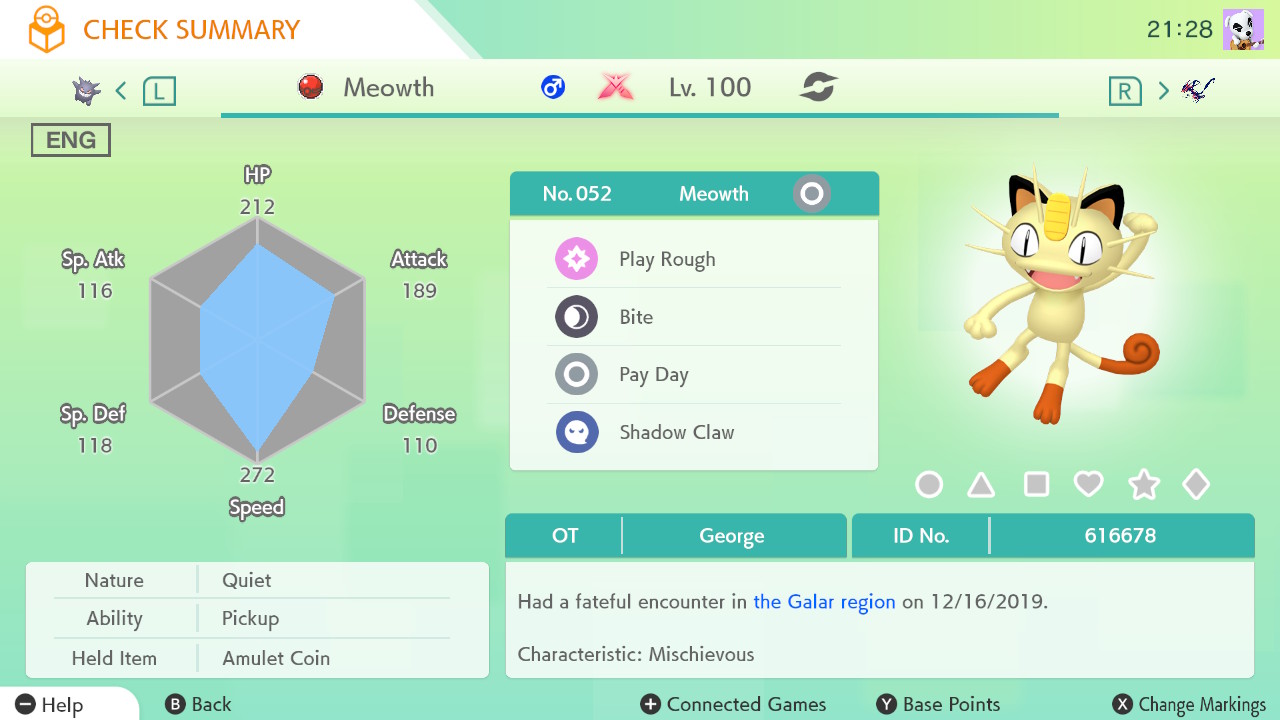 CHECK SUMMARY
21:28
L
Meowth
Lv. 100
R
ENG
HP
212
Sp. Atk
116
Attack
189
Sp. Def
118
Defense
110
272
Speed
No. 052 Meowth
Play Rough
Bite
Pay Day
Shadow Claw
OT George
ID No. 616678
Nature Quiet
Ability Pickup
Held Item Amulet Coin
Had a fateful encounter in the Galar region on 12/16/2019.
Characteristic: Mischievous
Help
B Back
Connected Games
Y Base Points
X Change Markings